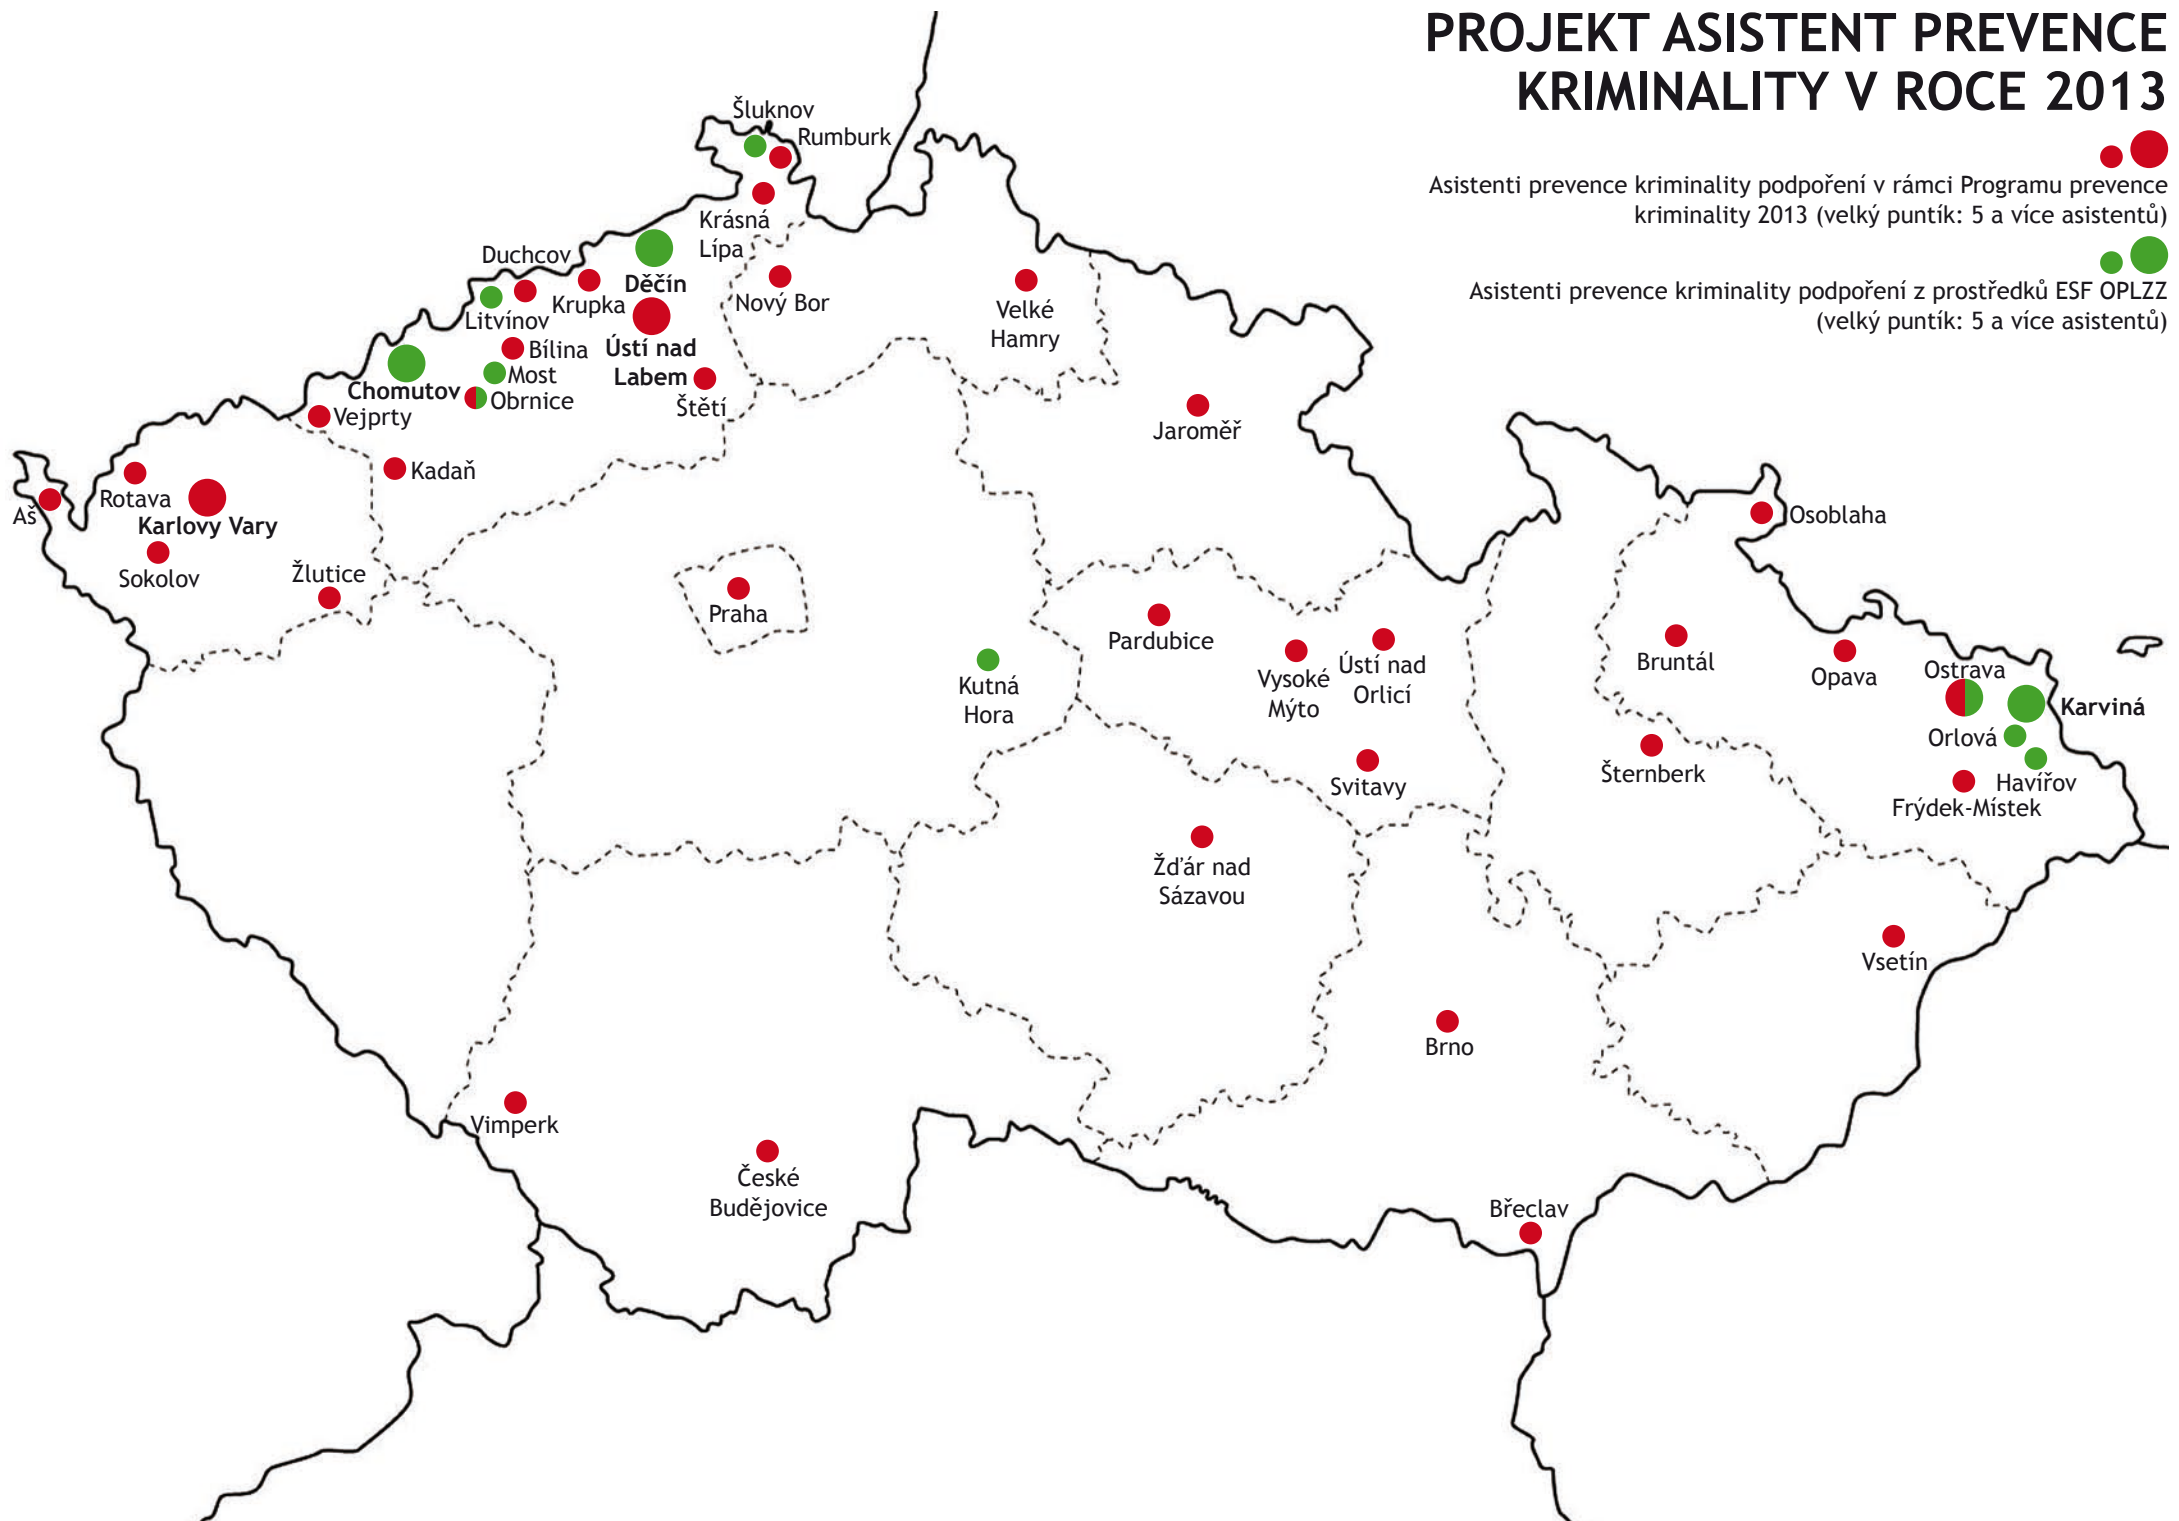 PROJEKT ASISTENT PREVENCE
KRIMINALITY V ROCE 2013
Asistenti prevence kriminality podpoření v rámci Programu prevence
kriminality 2013 (velký puntík: 5 a více asistentů)
Asistenti prevence kriminality podpoření z prostředků ESF OPLZZ
(velký puntík: 5 a více asistentů)
Šluknov
Rumburk
Krásná
Lípa
Duchcov
Děčín
Krupka
Nový Bor
Velké
Hamry
Litvínov
Bílina
Ústí nad
Labem
Most
Chomutov
Obrnice
Štětí
Vejprty
Jaroměř
Kadaň
Rotava
Aš
Karlovy Vary
Osoblaha
Sokolov
Žlutice
Praha
Pardubice
Vysoké
Mýto
Ústí nad
Orlicí
Bruntál
Opava
Ostrava
Kutná
Hora
Karviná
Orlová
Svitavy
Šternberk
Havířov
Frýdek-Místek
Žďár nad
Sázavou
Vsetín
Brno
Vimperk
České
Budějovice
Břeclav